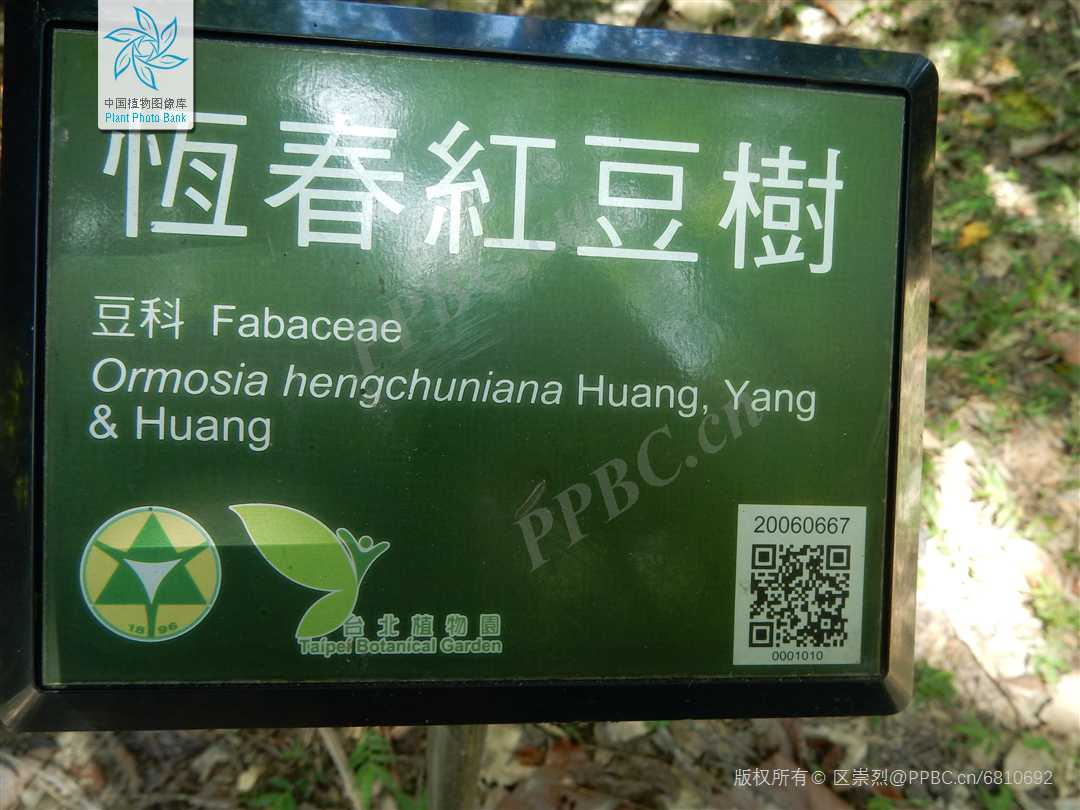 中国植物图像库
Plant Photo Bank
恆春紅豆樹
豆科 Fabaceae
Ormosia hengchuniana Huang, Yang
& Huang
PPBC.cn
PPBC.cn
1896
台北植物園
Taipei Botanical Garden
20060667
0001010
版权所有 © 区崇烈@PPBC.cn/6810692